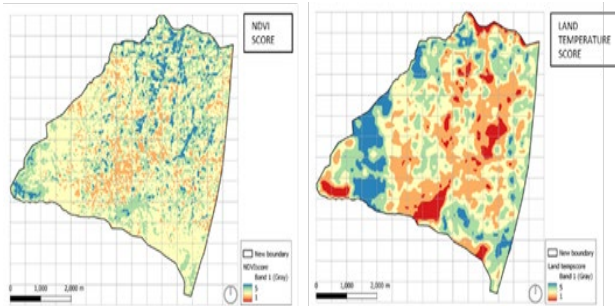 NDVI
SCORE
New boundary
NDVIscore
Band 1 (Gray)
5
1
0 1,000 2,000 m
LAND
TEMPERATURE
SCORE
New boundary
Land tempscore
Band 1 (Gray)
5
1
0 1,000 2,000 m